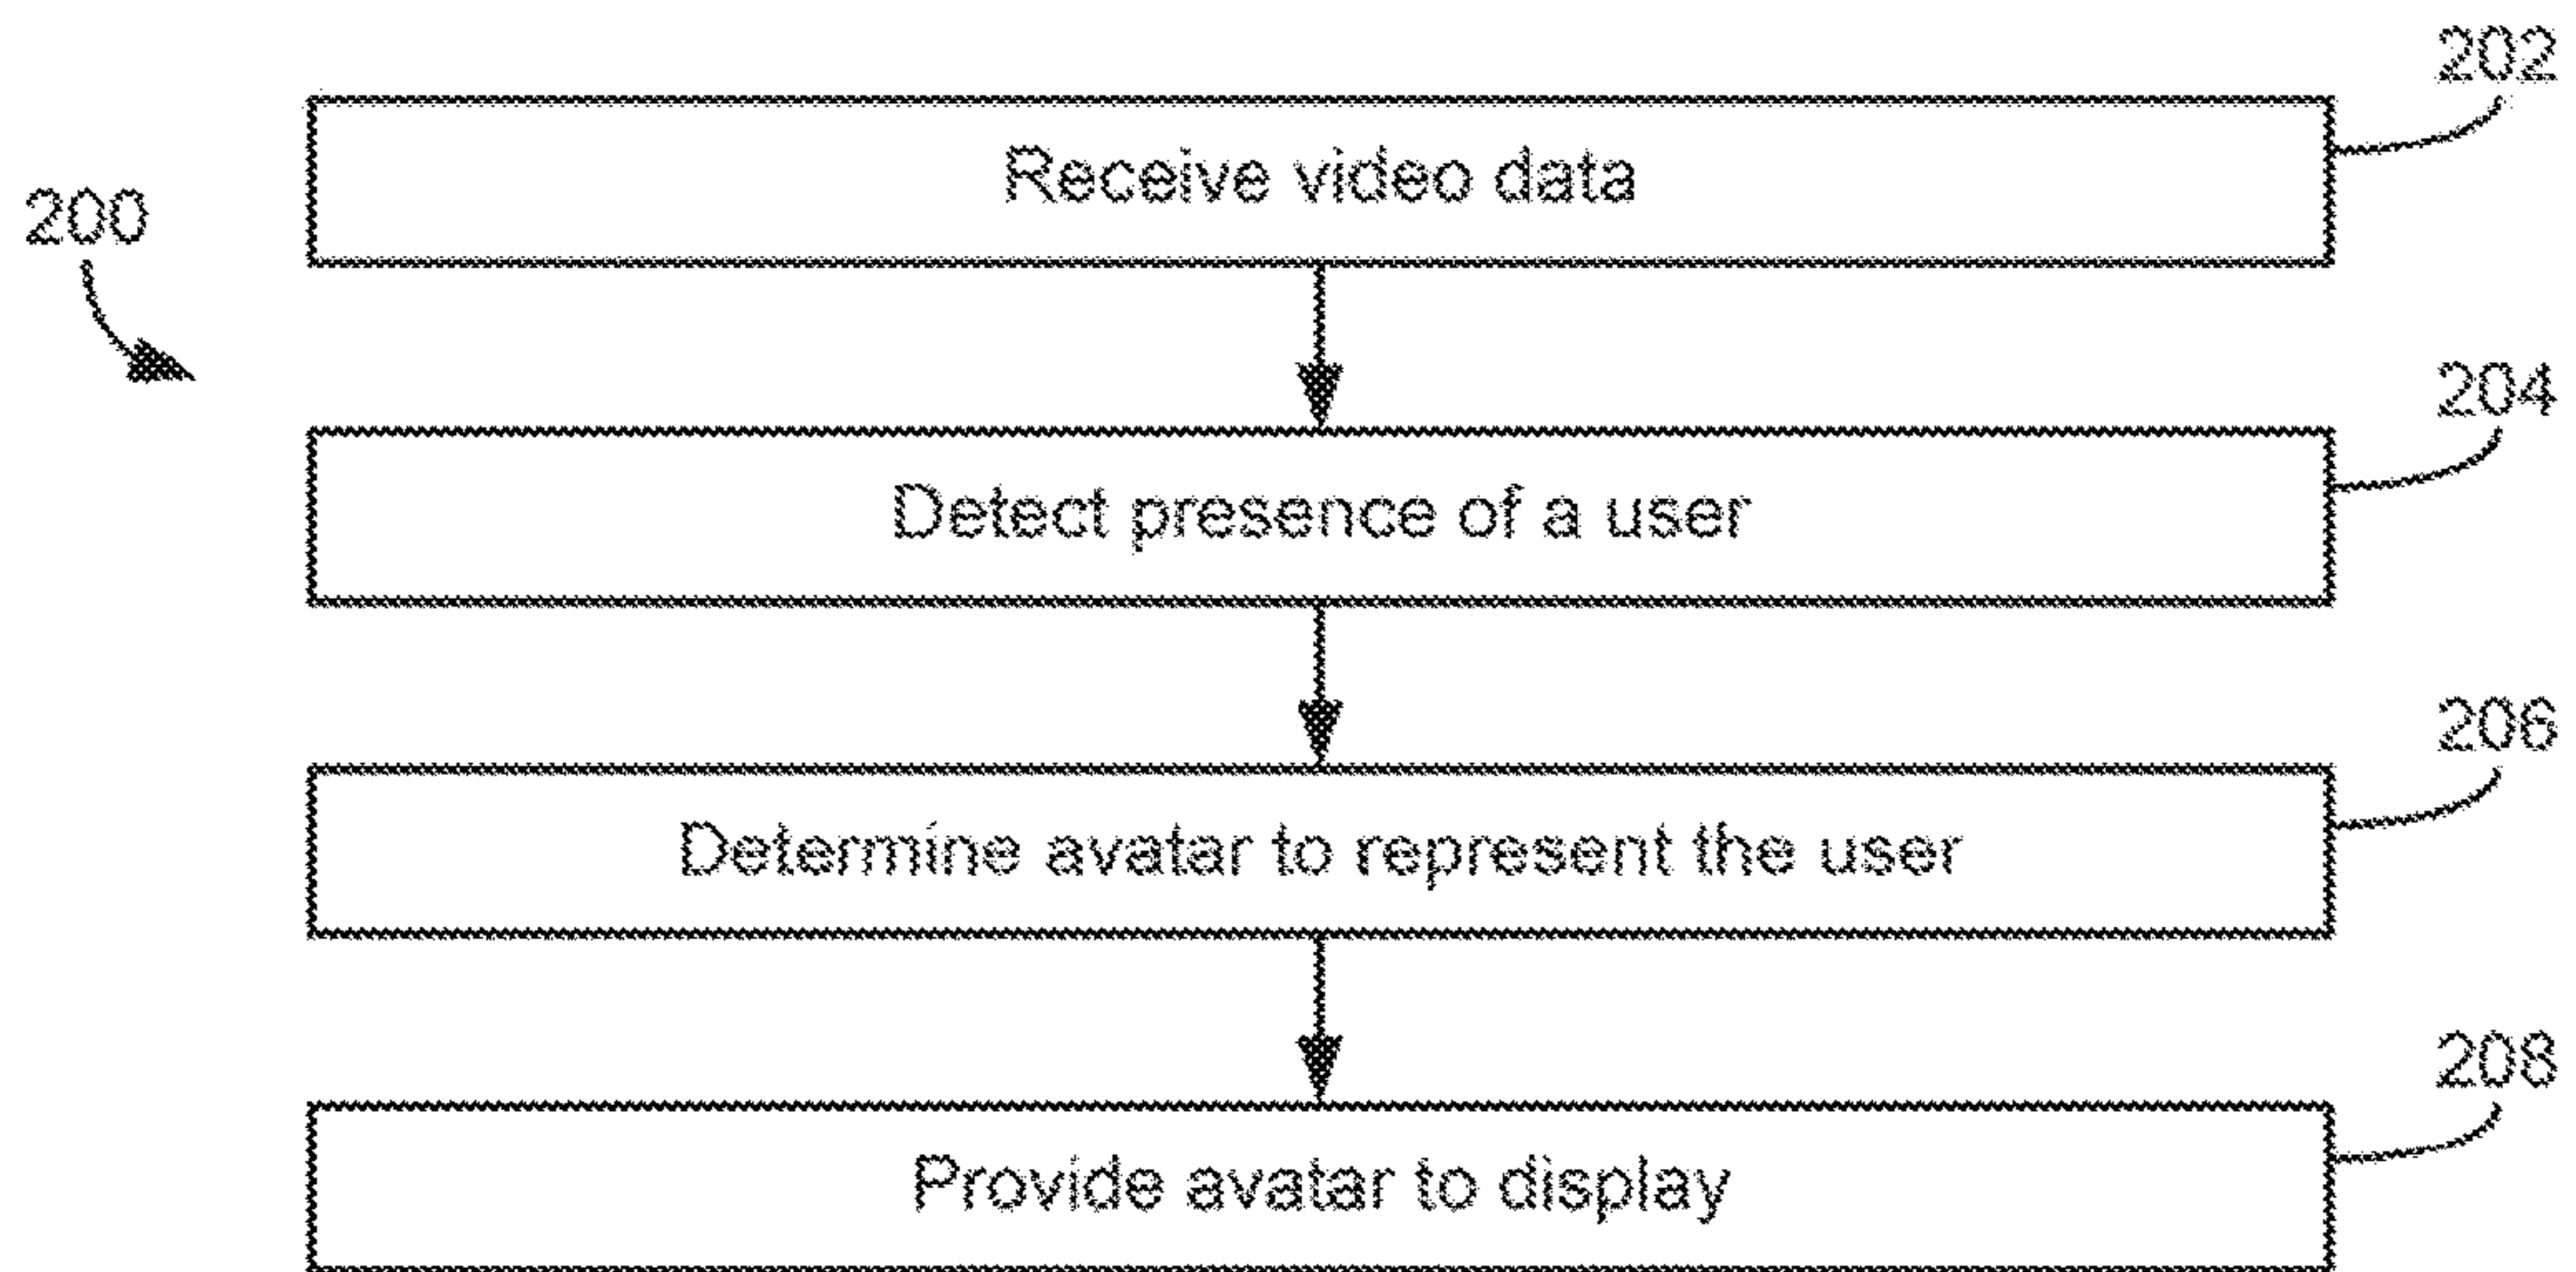 202
Receive video data
200
204
Detect presence of a user
206
Determine avatar to represent the user
208
Provide avatar to display